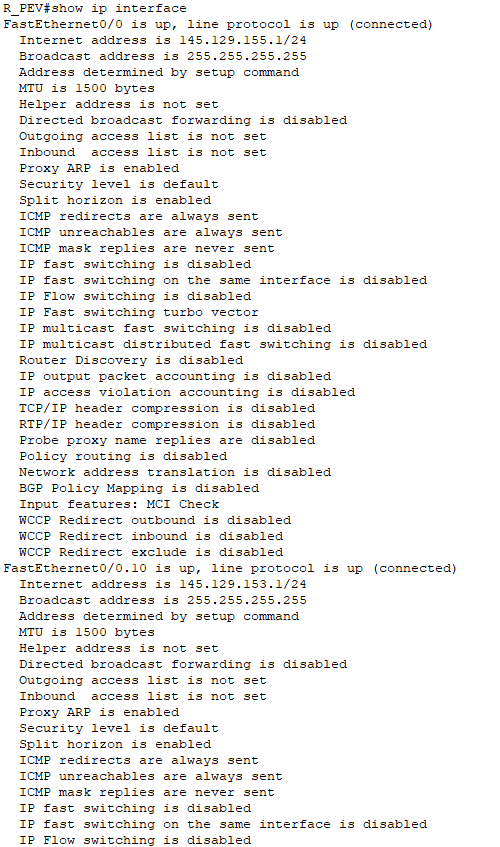 R_PEV#show ip interface
FastEthernet0/0 is up, line protocol is up (connected)
  Internet address is 145.129.155.1/24
  Broadcast address is 255.255.255.255
  Address determined by setup command
  MTU is 1500 bytes
  Helper address is not set
  Directed broadcast forwarding is disabled
  Outgoing access list is not set
  Inbound  access list is not set
  Proxy ARP is enabled
  Security level is default
  Split horizon is enabled
  ICMP redirects are always sent
  ICMP unreachables are always sent
  ICMP mask replies are never sent
  IP fast switching is disabled
  IP fast switching on the same interface is disabled
  IP Flow switching is disabled
  IP Fast switching turbo vector
  IP multicast fast switching is disabled
  IP multicast distributed fast switching is disabled
  Router Discovery is disabled
  IP output packet accounting is disabled
  IP access violation accounting is disabled
  TCP/IP header compression is disabled
  RTP/IP header compression is disabled
  Probe proxy name replies are disabled
  Policy routing is disabled
  Network address translation is disabled
  BGP Policy Mapping is disabled
  Input features: MCI Check
  WCCP Redirect outbound is disabled
  WCCP Redirect inbound is disabled
  WCCP Redirect exclude is disabled
FastEthernet0/0.10 is up, line protocol is up (connected)
  Internet address is 145.129.153.1/24
  Broadcast address is 255.255.255.255
  Address determined by setup command
  MTU is 1500 bytes
  Helper address is not set
  Directed broadcast forwarding is disabled
  Outgoing access list is not set
  Inbound  access list is not set
  Proxy ARP is enabled
  Security level is default
  Split horizon is enabled
  ICMP redirects are always sent
  ICMP unreachables are always sent
  ICMP mask replies are never sent
  IP fast switching is disabled
  IP fast switching on the same interface is disabled
  IP Flow switching is disabled